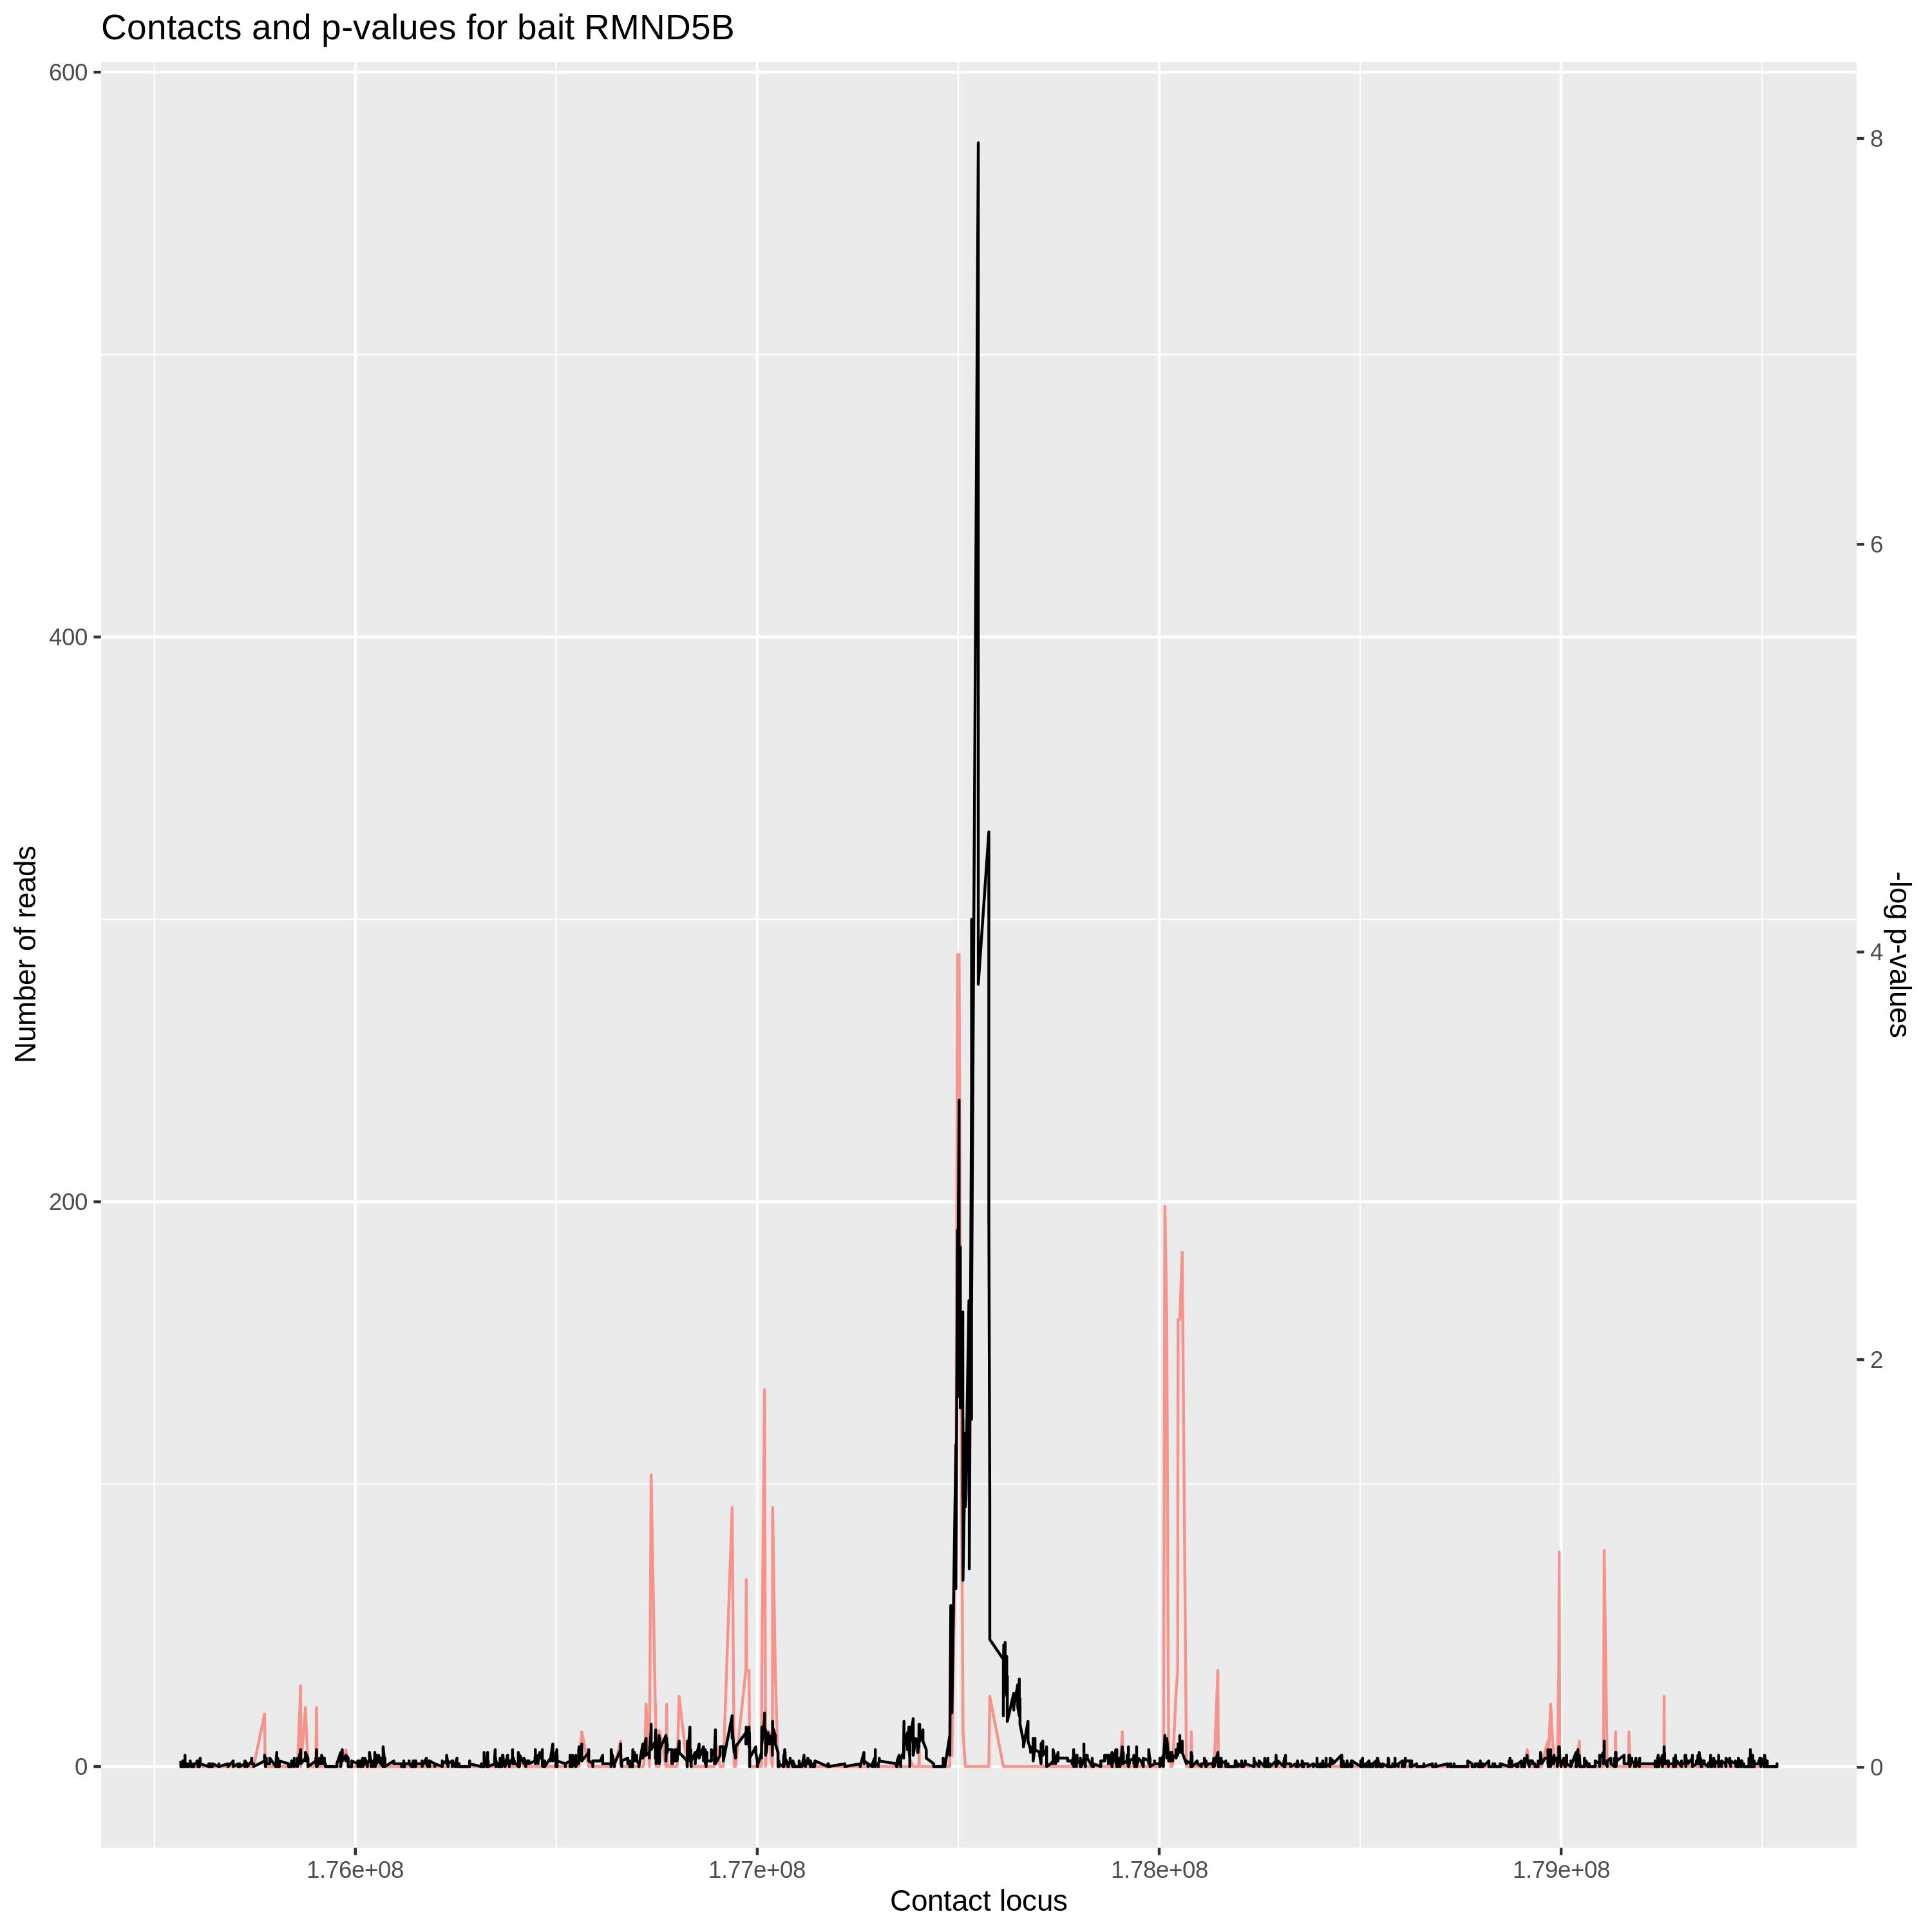 Contacts and p-values for bait RMND5B
600
400
200
0
Number of reads
8
6
4
2
0
-log p-values
1.76e+08
1.77e+08
1.78e+08
1.79e+08
Contact locus